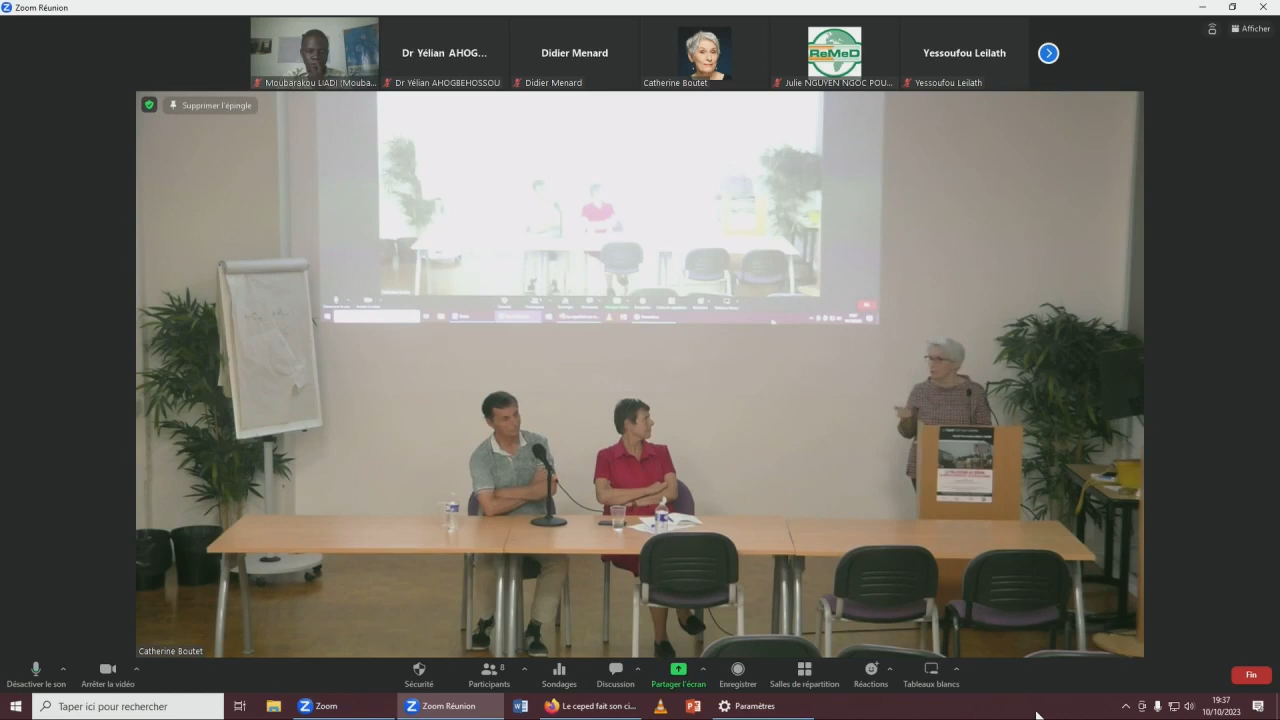 Zoom Réunion
Afficher
Dr Yélian AHOG...
Didier Menard
ReMeD
Yessoufou Leilath
Moubarakou LIADI (Mouba...
Dr Yélian AHOGBEHOSSOU
Didier Menard
Catherine Boutet
Julie NGUYEN NGOC POU...
Yessoufou Leilath
Supprimer l'épingle
Catherine Boutet
8
Désactiver le son
Arrêter la vidéo
Sécurité
Participants
Sondages
Discussion
Partager l'écran
Enregistrer
Salles de répartition
Réactions
Tableaux blancs
Fin
Taper ici pour rechercher
Zoom
Zoom Réunion
Le ceped fait son ci...
Paramètres
19:37
10/10/2023